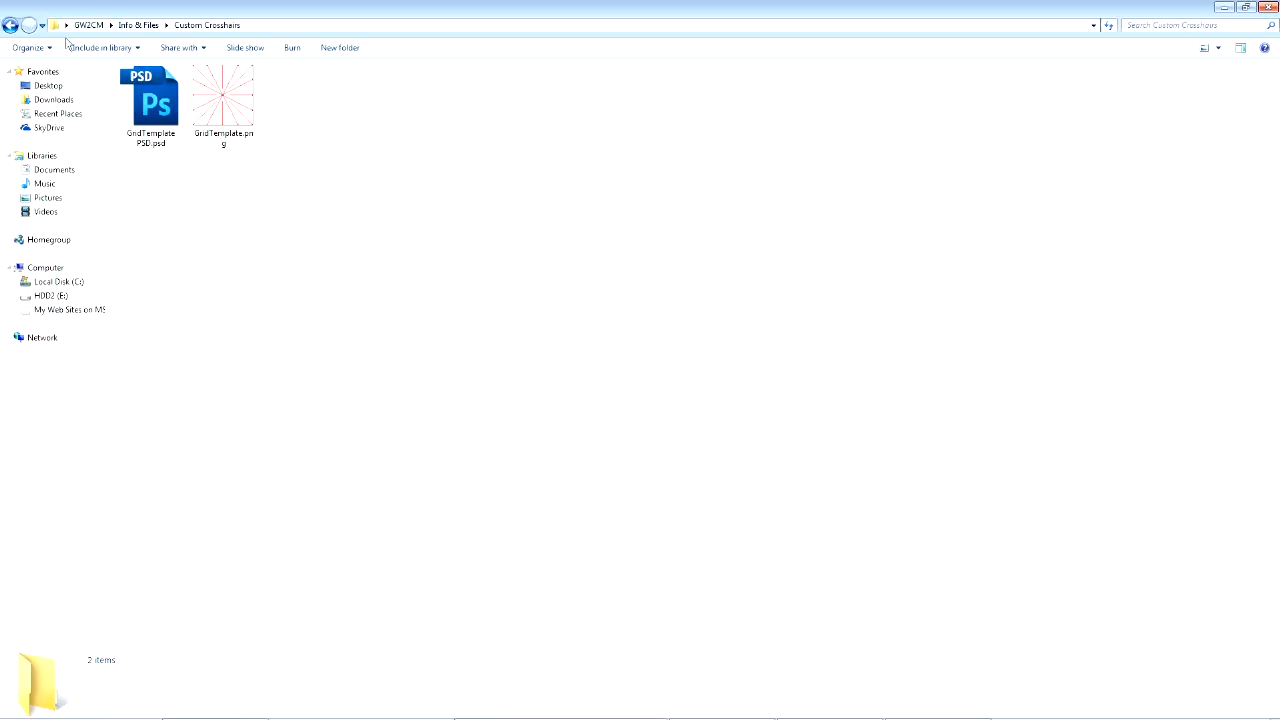 GW2CM Info & Files Custom Crosshairs
Search Custom Crosshairs
Organize Include in library Share with Slide show Burn New folder
Favorites
Desktop
Downloads
Recent Places
SkyDrive
Libraries
Documents
Music
Pictures
Videos
Homegroup
Computer
Local Disk (C:)
HDD2 (E:)
My Web Sites on MS
Network
PSD
Ps
GridTemplate
PSD.psd
GridTemplate.pn
g
2 items